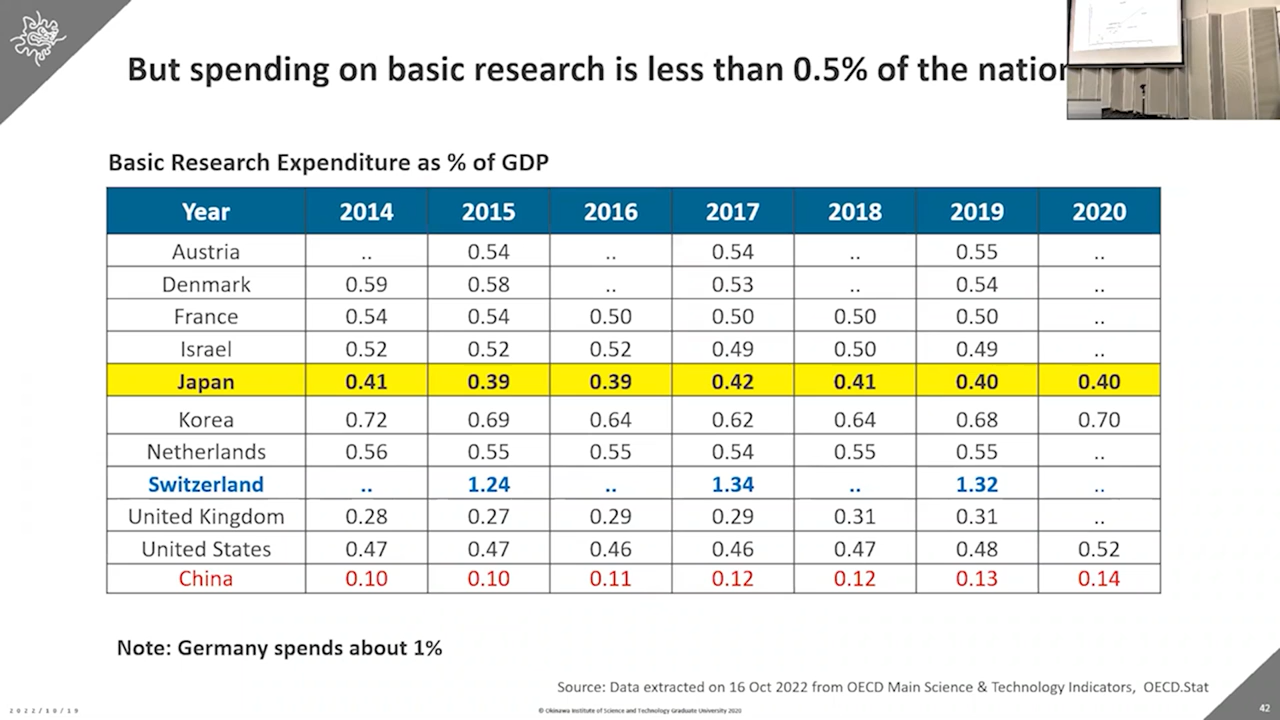 But spending on basic research is less than 0.5% of the nation
Basic Research Expenditure as % of GDP
Year 2014 2015 2016 2017 2018 2019 2020
Austria .. 0.54 .. 0.54 .. 0.55 ..
Denmark 0.59 0.58 .. 0.53 .. 0.54 ..
France 0.54 0.54 0.50 0.50 0.50 0.50 ..
Israel 0.52 0.52 0.52 0.49 0.50 0.49 ..
Japan 0.41 0.39 0.39 0.42 0.41 0.40 0.40
Korea 0.72 0.69 0.64 0.62 0.64 0.68 0.70
Netherlands 0.56 0.55 0.55 0.54 0.55 0.55 ..
Switzerland .. 1.24 .. 1.34 .. 1.32 ..
United Kingdom 0.28 0.27 0.29 0.29 0.31 0.31 ..
United States 0.47 0.47 0.46 0.46 0.47 0.48 0.52
China 0.10 0.10 0.11 0.12 0.12 0.13 0.14
Note: Germany spends about 1%
Source: Data extracted on 16 Oct 2022 from OECD Main Science & Technology Indicators, OECD.Stat
2022/10/19 © Okinawa Institute of Science and Technology Graduate University 2020 42